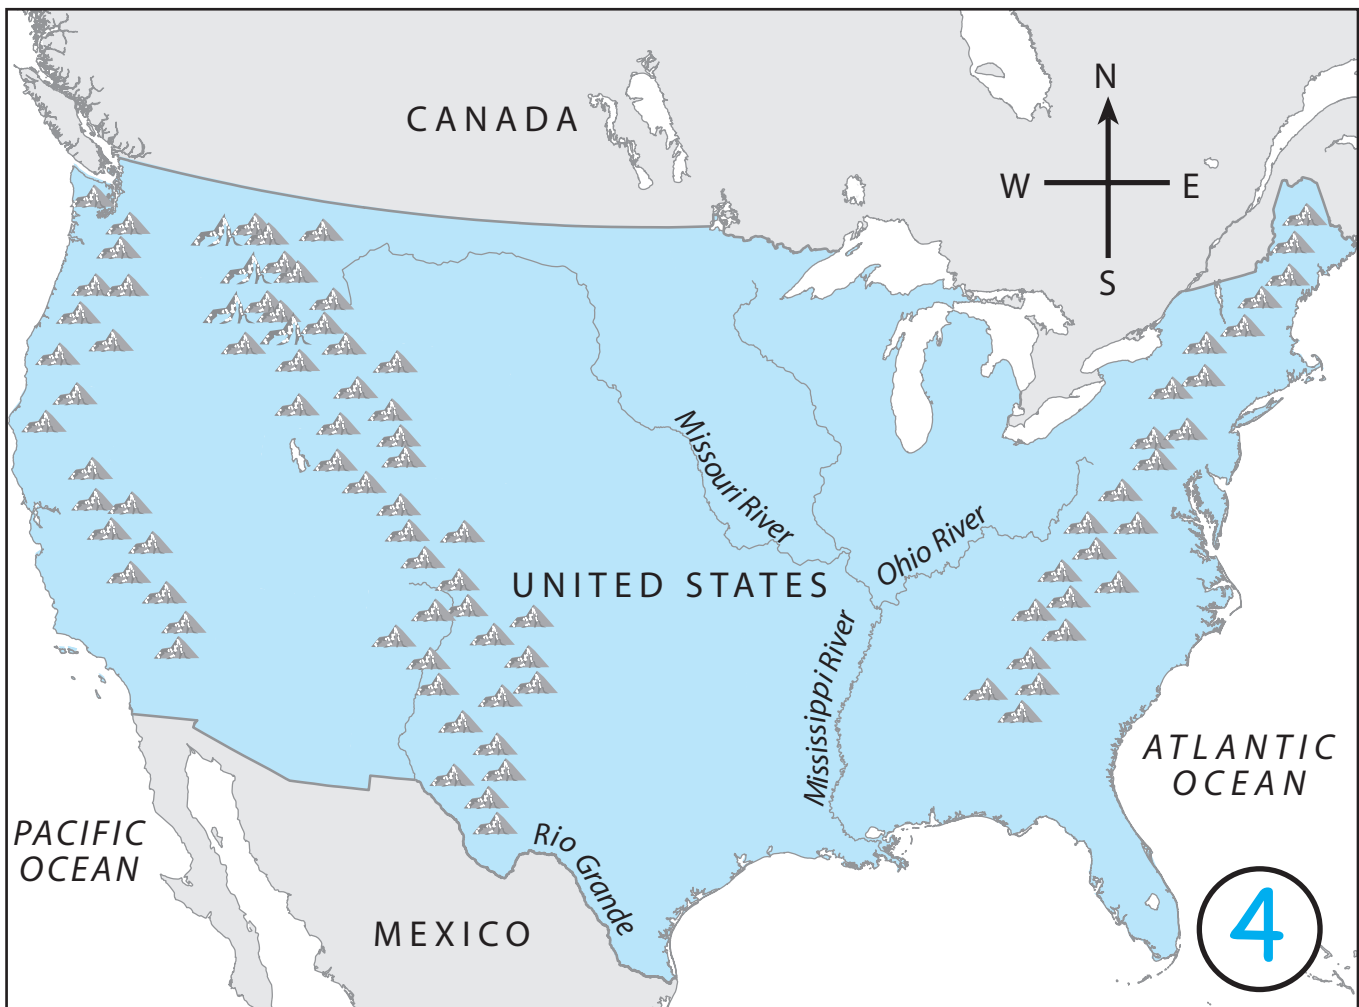 N
CANADA
W E
S
Missouri River
Ohio River
UNITED STATES
Mississippi River
ATLANTIC
OCEAN
PACIFIC
OCEAN
Rio Grande
MEXICO
4